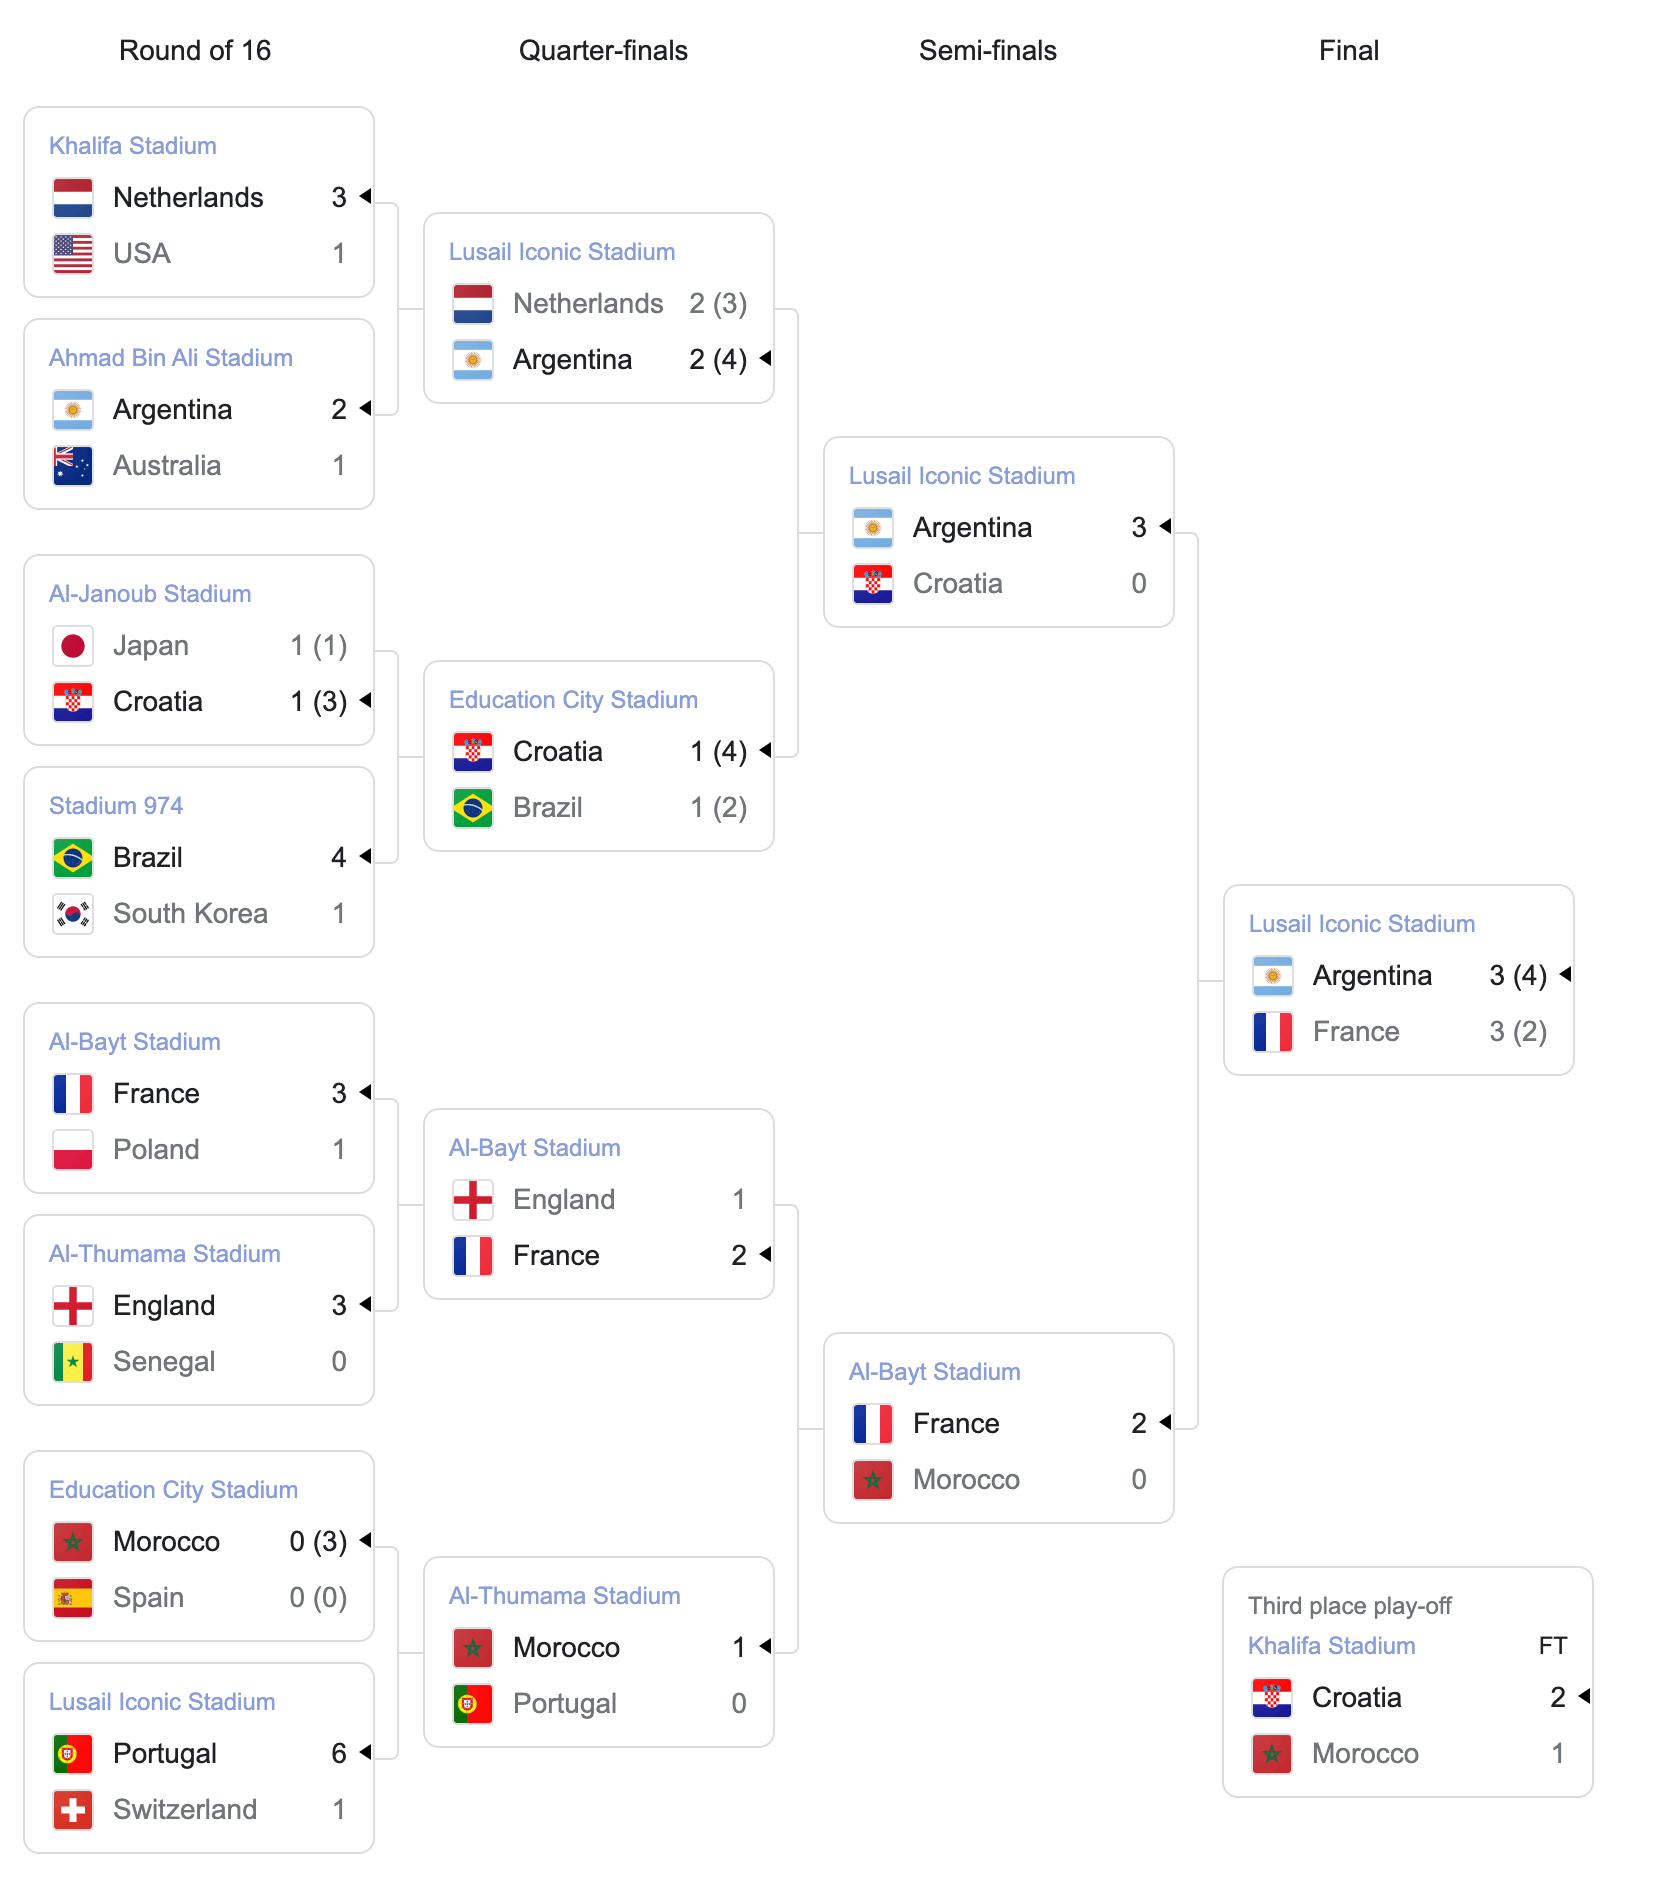 Round of 16
Quarter-finals
Semi-finals
Final
Khalifa Stadium
Netherlands 3
USA 1
Ahmad Bin Ali Stadium
Argentina 2
Australia 1
Al-Janoub Stadium
Japan 1 (1)
Croatia 1 (3)
Stadium 974
Brazil 4
South Korea 1
Al-Bayt Stadium
France 3
Poland 1
Al-Thumama Stadium
England 3
Senegal 0
Education City Stadium
Morocco 0 (3)
Spain 0 (0)
Lusail Iconic Stadium
Portugal 6
Switzerland 1
Lusail Iconic Stadium
Netherlands 2 (3)
Argentina 2 (4)
Education City Stadium
Croatia 1 (4)
Brazil 1 (2)
Al-Bayt Stadium
England 1
France 2
Al-Thumama Stadium
Morocco 1
Portugal 0
Lusail Iconic Stadium
Argentina 3
Croatia 0
Al-Bayt Stadium
France 2
Morocco 0
Lusail Iconic Stadium
Argentina 3 (4)
France 3 (2)
Third place play-off
Khalifa Stadium FT
Croatia 2
Morocco 1